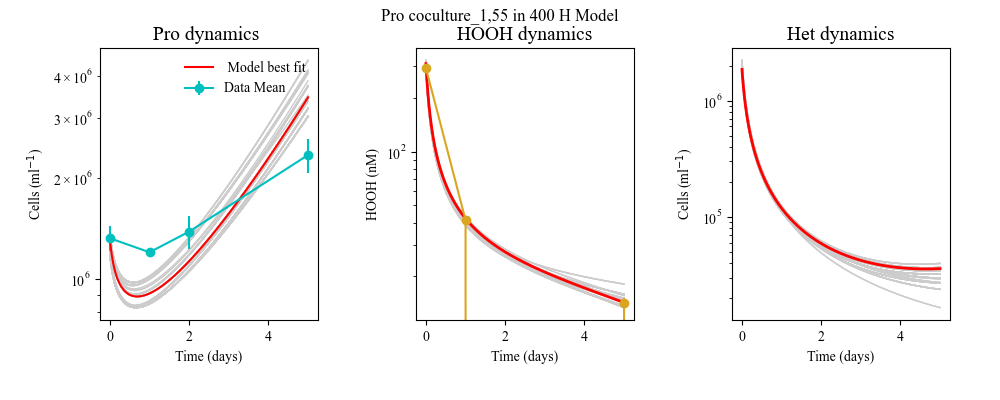 Pro coculture_1,55 in 400 H Model
Pro dynamics
HOOH dynamics
Het dynamics
Model best fit
Data Mean
4 × 10⁶
3 × 10⁶
2 × 10⁶
10⁶
Cells (ml⁻¹)
0
2
4
Time (days)
10²
HOOH (nM)
0
2
4
Time (days)
10⁶
10⁵
Cells (ml⁻¹)
0
2
4
Time (days)